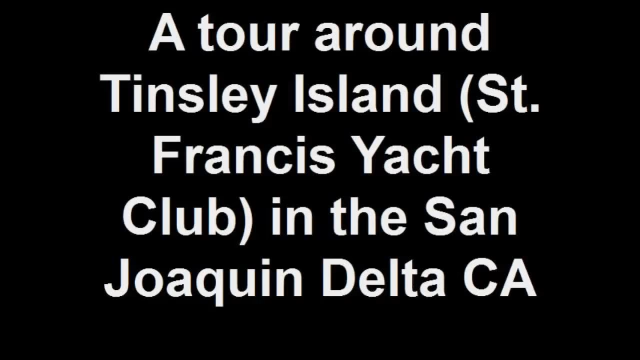 A tour around
Tinsley Island (St.
Francis Yacht
Club) in the San
Joaquin Delta CA